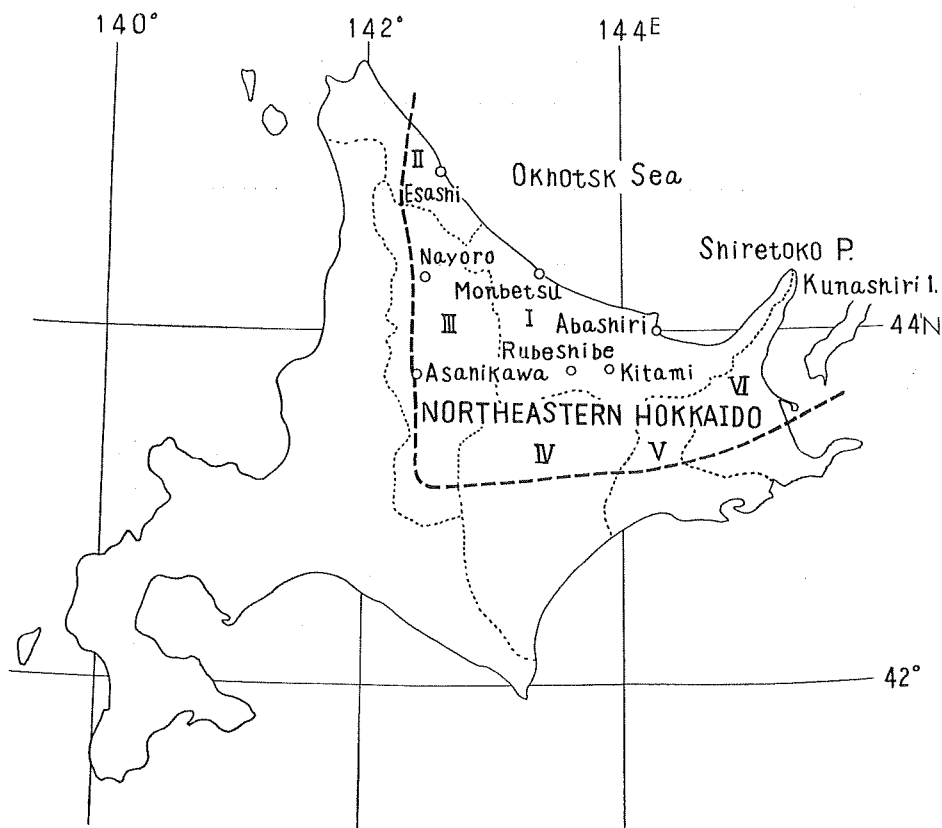 140° 142° 144E
II
Okhotsk Sea
Esashi
Shiretoko P.
Nayoro
Kunashiri I.
Monbetsu
III I Abashiri 44°N
Rubeshibe
Asanikawa Kitami
VI
NORTHEASTERN HOKKAIDO
IV V
42°